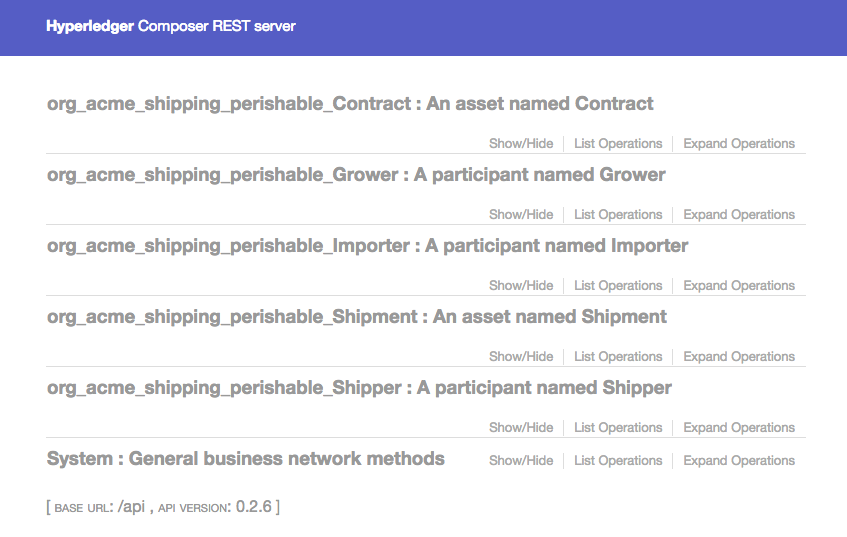 Hyperledger Composer REST server
org_acme_shipping_perishable_Contract : An asset named Contract
Show/Hide List Operations Expand Operations
org_acme_shipping_perishable_Grower : A participant named Grower
Show/Hide List Operations Expand Operations
org_acme_shipping_perishable_Importer : A participant named Importer
Show/Hide List Operations Expand Operations
org_acme_shipping_perishable_Shipment : An asset named Shipment
Show/Hide List Operations Expand Operations
org_acme_shipping_perishable_Shipper : A participant named Shipper
Show/Hide List Operations Expand Operations
System : General business network methods Show/Hide List Operations Expand Operations
[ BASE URL: /api , API VERSION: 0.2.6 ]